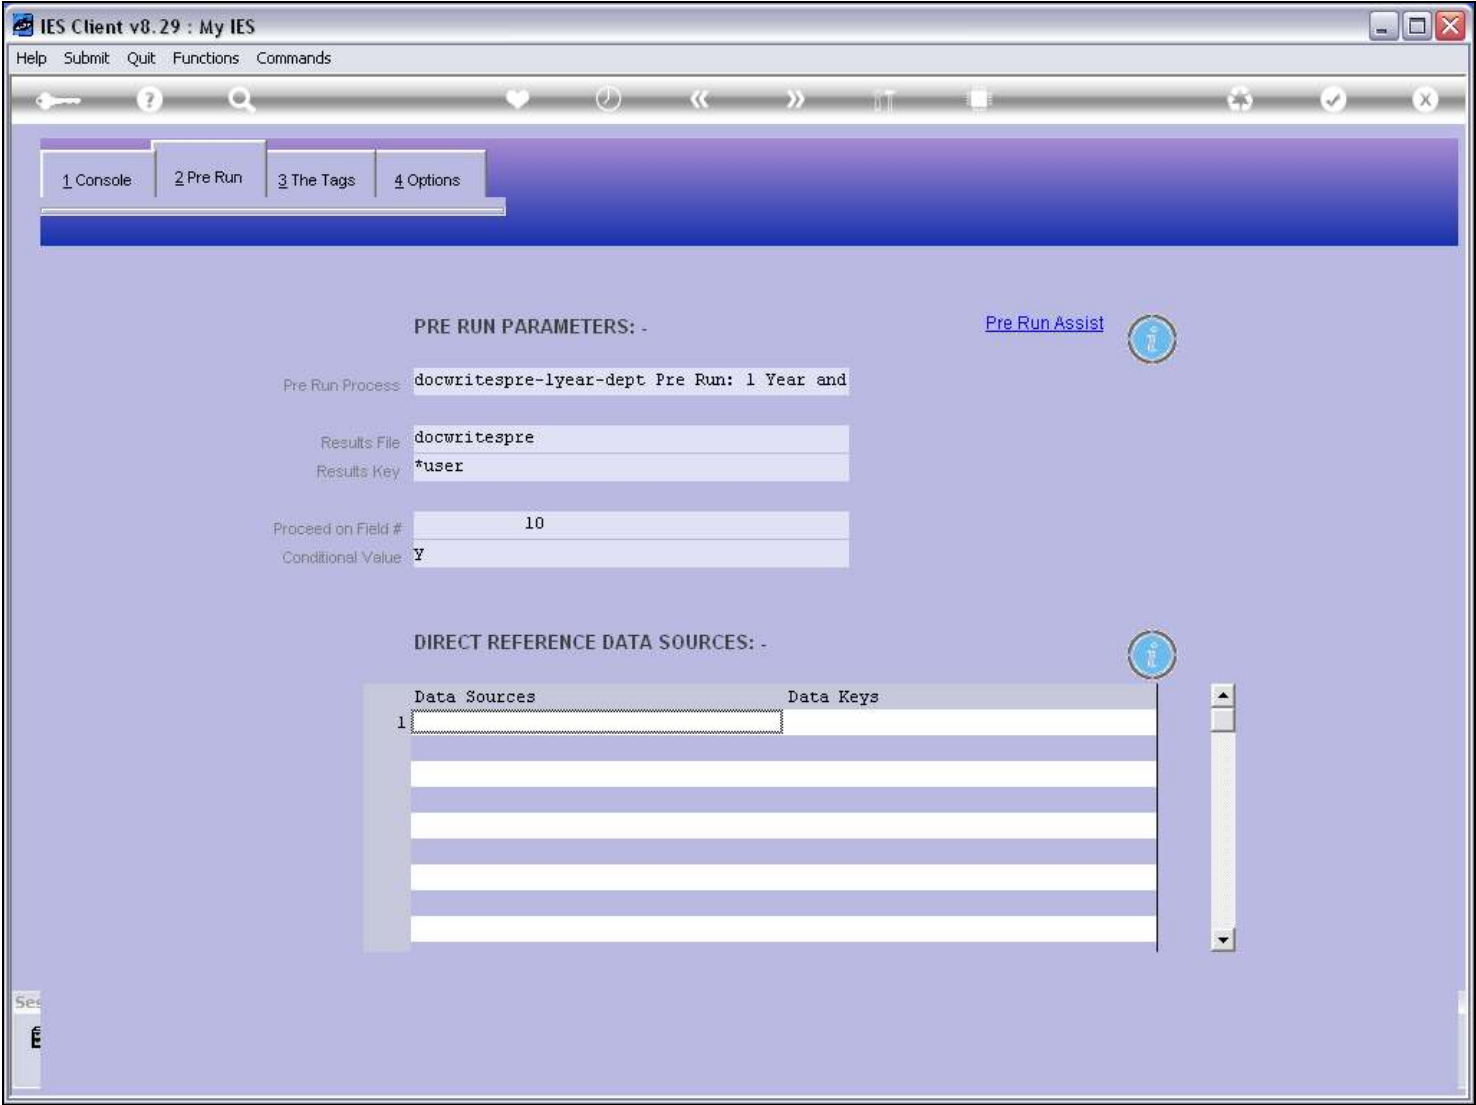 IES Client v8.29 : My IES
Help Submit Quit Functions Commands
1 Console 2 Pre Run 3 The Tags 4 Options
PRE RUN PARAMETERS: -
Pre Run Assist
Pre Run Process docwritespre-1year-dept Pre Run: 1 Year and
Results File docwritespre
Results Key *user
Proceed on Field # 10
Conditional Value Y
DIRECT REFERENCE DATA SOURCES: -
Data Sources Data Keys
1
Ses